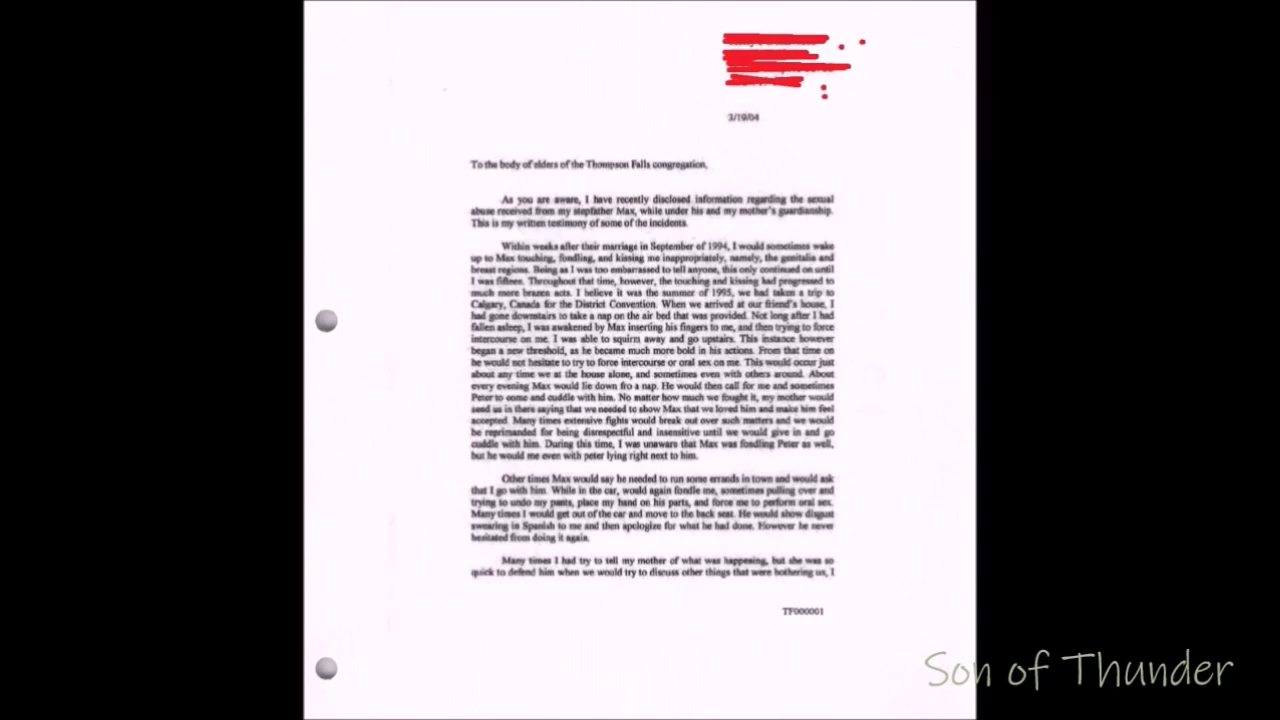 3/19/04
To the body of elders of the Thompson Falls congregation,
As you are aware, I have recently disclosed information regarding the sexual
abuse received from my stepfather Max, while under his and my mother's guardianship.
This is my written testimony of some of the incidents.
Within weeks after their marriage in September of 1994, I would sometimes wake
up to Max touching, fondling, and kissing me inappropriately, namely, the genitalia and
breast regions. Being as I was too embarrassed to tell anyone, this only continued on until
I was fifteen. Throughout that time, however, the touching and kissing had progressed to
much more brazen acts. I believe it was the summer of 1995, we had taken a trip to
Calgary, Canada for the District Convention. When we arrived at our friend's house, I
had gone downstairs to take a nap on the air bed that was provided. Not long after I had
fallen asleep, I was awakened by Max inserting his fingers to me, and then trying to force
intercourse on me. I was able to squirm away and go upstairs. This instance however
began a new threshold, as he became much more bold in his actions. From that time on
he would not hesitate to try to force intercourse or oral sex on me. This would occur just
about any time we at the house alone, and sometimes even with others around. About
every evening Max would lie down fro a nap. He would then call for me and sometimes
Peter to come and cuddle with him. No matter how much we fought it, my mother would
send us in there saying that we needed to show Max that we loved him and make him feel
accepted. Many times extensive fights would break out over such matters and we would
be reprimanded for being disrespectful and insensitive until we would give in and go
cuddle with him. During this time, I was unaware that Max was fondling Peter as well,
but he would me even with peter lying right next to him.
Other times Max would say he needed to run some errands in town and would ask
that I go with him. While in the car, would again fondle me, sometimes pulling over and
trying to undo my pants, place my hand on his parts, and force me to perform oral sex.
Many times I would get out of the car and move to the back seat. He would show disgust
swearing in Spanish to me and then apologize for what he had done. However he never
hesitated from doing it again.
Many times I had try to tell my mother of what was happening, but she was so
quick to defend him when we would try to discuss other things that were bothering us, I
TF000001
Son of Thunder